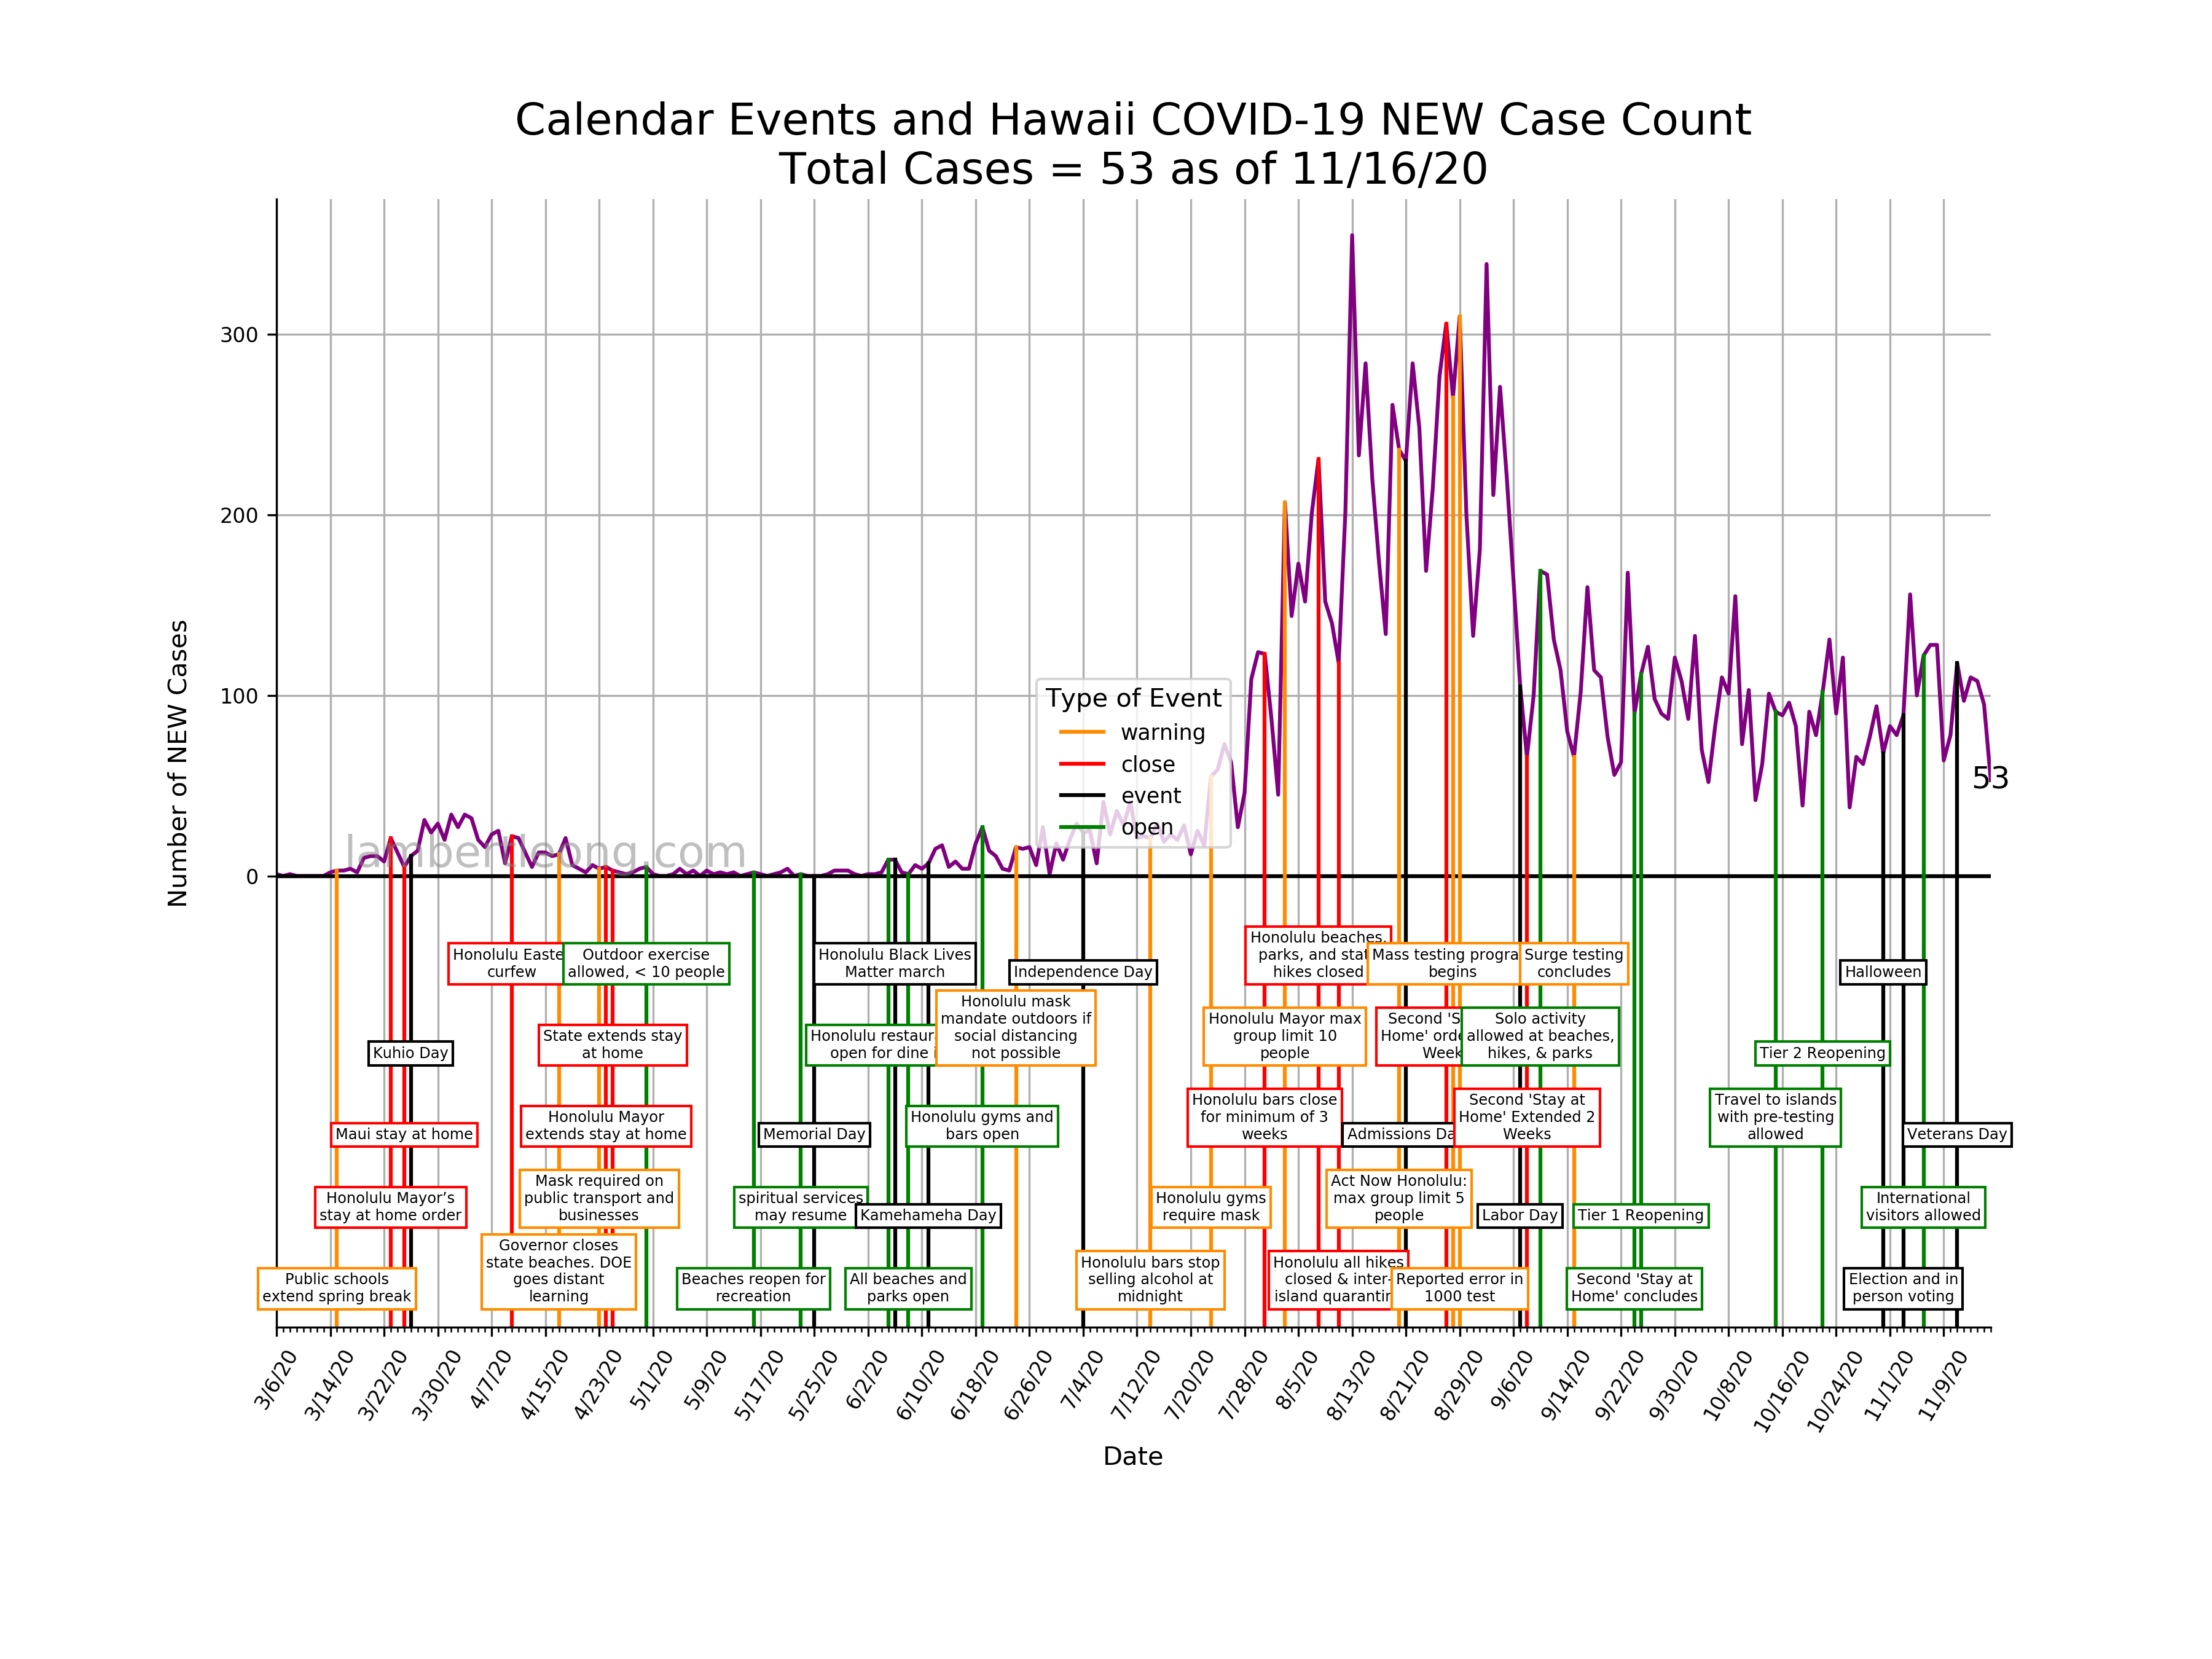 Calendar Events and Hawaii COVID-19 NEW Case Count
Total Cases = 53 as of 11/16/20
Number of NEW Cases
300
200
100
0
Type of Event
warning
close
event
open
53
lambertleong.com
Honolulu Easte
curfew
Outdoor exercise
allowed, < 10 people
Honolulu Black Lives
Matter march
Independence Day
Honolulu beaches,
parks, and stat
hikes closed
Mass testing progra
begins
Surge testing
concludes
Halloween
Kuhio Day
State extends stay
at home
Honolulu restaur
open for dine i
Honolulu mask
mandate outdoors if
social distancing
not possible
Honolulu Mayor max
group limit 10
people
Second 'S
Home' orde
Week
Solo activity
allowed at beaches,
hikes, & parks
Tier 2 Reopening
Maui stay at home
Honolulu Mayor
extends stay at home
Memorial Day
Honolulu gyms and
bars open
Honolulu bars close
for minimum of 3
weeks
Admissions Da
Second 'Stay at
Home' Extended 2
Weeks
Travel to islands
with pre-testing
allowed
Veterans Day
Honolulu Mayor’s
stay at home order
Mask required on
public transport and
businesses
spiritual services
may resume
Kamehameha Day
Honolulu gyms
require mask
Act Now Honolulu:
max group limit 5
people
Labor Day
Tier 1 Reopening
International
visitors allowed
Public schools
extend spring break
Governor closes
state beaches. DOE
goes distant
learning
Beaches reopen for
recreation
All beaches and
parks open
Honolulu bars stop
selling alcohol at
midnight
Honolulu all hikes
closed & inter-
island quarantin
Reported error in
1000 test
Second 'Stay at
Home' concludes
Election and in
person voting
3/6/20
3/14/20
3/22/20
3/30/20
4/7/20
4/15/20
4/23/20
5/1/20
5/9/20
5/17/20
5/25/20
6/2/20
6/10/20
6/18/20
6/26/20
7/4/20
7/12/20
7/20/20
7/28/20
8/5/20
8/13/20
8/21/20
8/29/20
9/6/20
9/14/20
9/22/20
9/30/20
10/8/20
10/16/20
10/24/20
11/1/20
11/9/20
Date